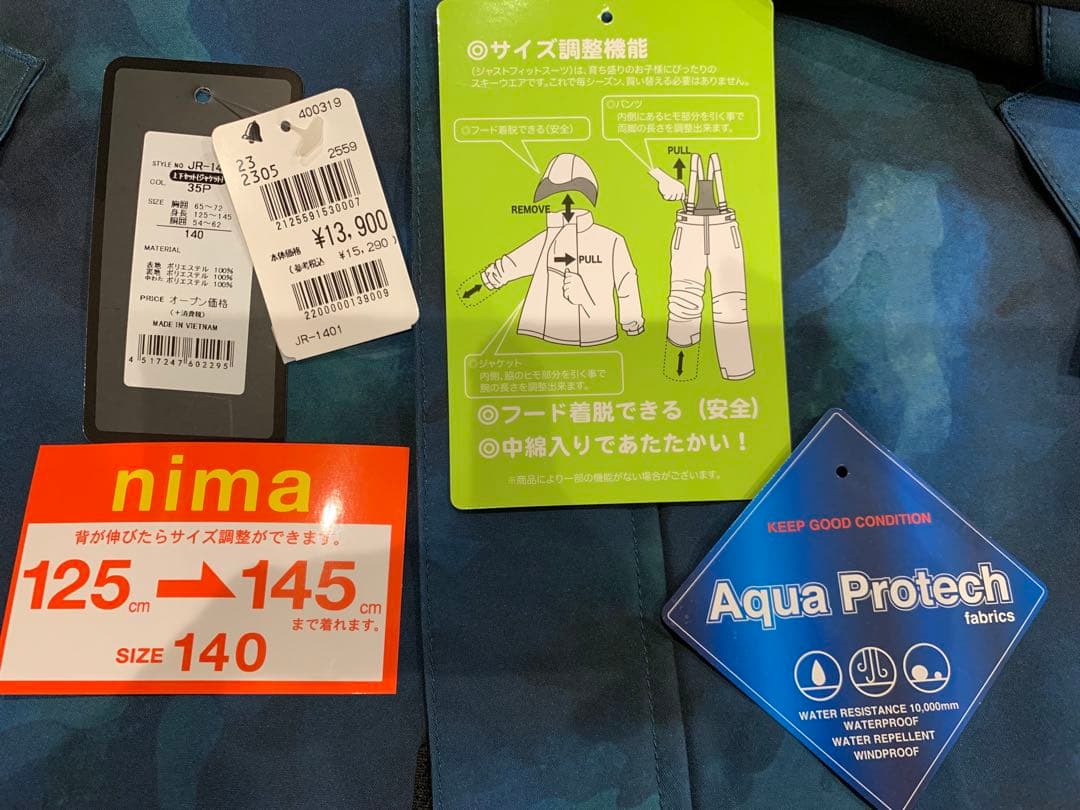 STYLE NO. JR-14
上下セット(ジャケット)
COL 35P
SIZE 胸囲 65~72
身長 125~145
胴囲 54~62
140
MATERIAL
表地 ポリエステル 100%
裏地 ポリエステル 100%
中わた ポリエステル 100%
PRICE オープン価格
(+消費税)
MADE IN VIETNAM
4 517247 602295
400319
23
2305
2559
2125591530007
本体価格 ¥13,900
(参考税込 ¥15,290)
2200000139009
JR-1401
◎サイズ調整機能
(ジャストフィットスーツ)は、育ち盛りのお子様にぴったりの
スキーウエアです。これで毎シーズン、買い替える必要はありません。
◎フード着脱できる(安全)
◎パンツ
内側にあるヒモ部分を引く事で
両脚の長さを調整出来ます。
PULL
REMOVE
PULL
◎ジャケット
内側、脇のヒモ部分を引く事で
腕の長さを調整出来ます。
◎フード着脱できる (安全)
◎中綿入りであたたかい!
※商品により一部の機能がない場合がございます。
nima
背が伸びたらサイズ調整ができます。
125cm→145cm
まで着れます。
SIZE 140
KEEP GOOD CONDITION
Aqua Protech
fabrics
WATER RESISTANCE 10,000mm
WATERPROOF
WATER REPELLENT
WINDPROOF